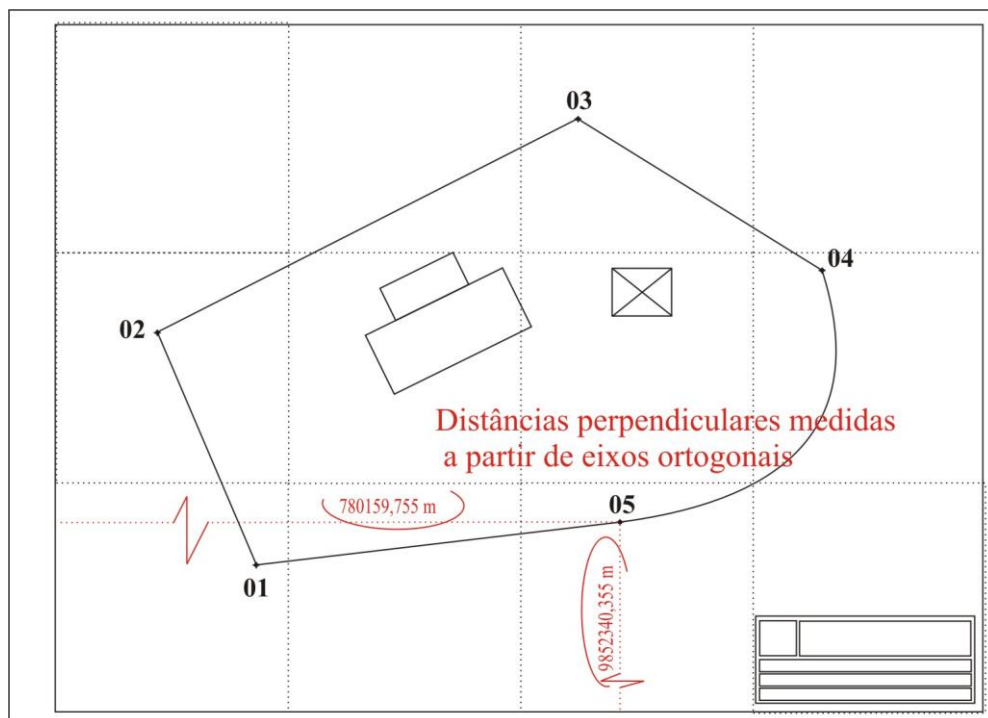 03
04
02
Distâncias perpendiculares medidas
a partir de eixos ortogonais
780159,755 m
05
01
9852340,355 m